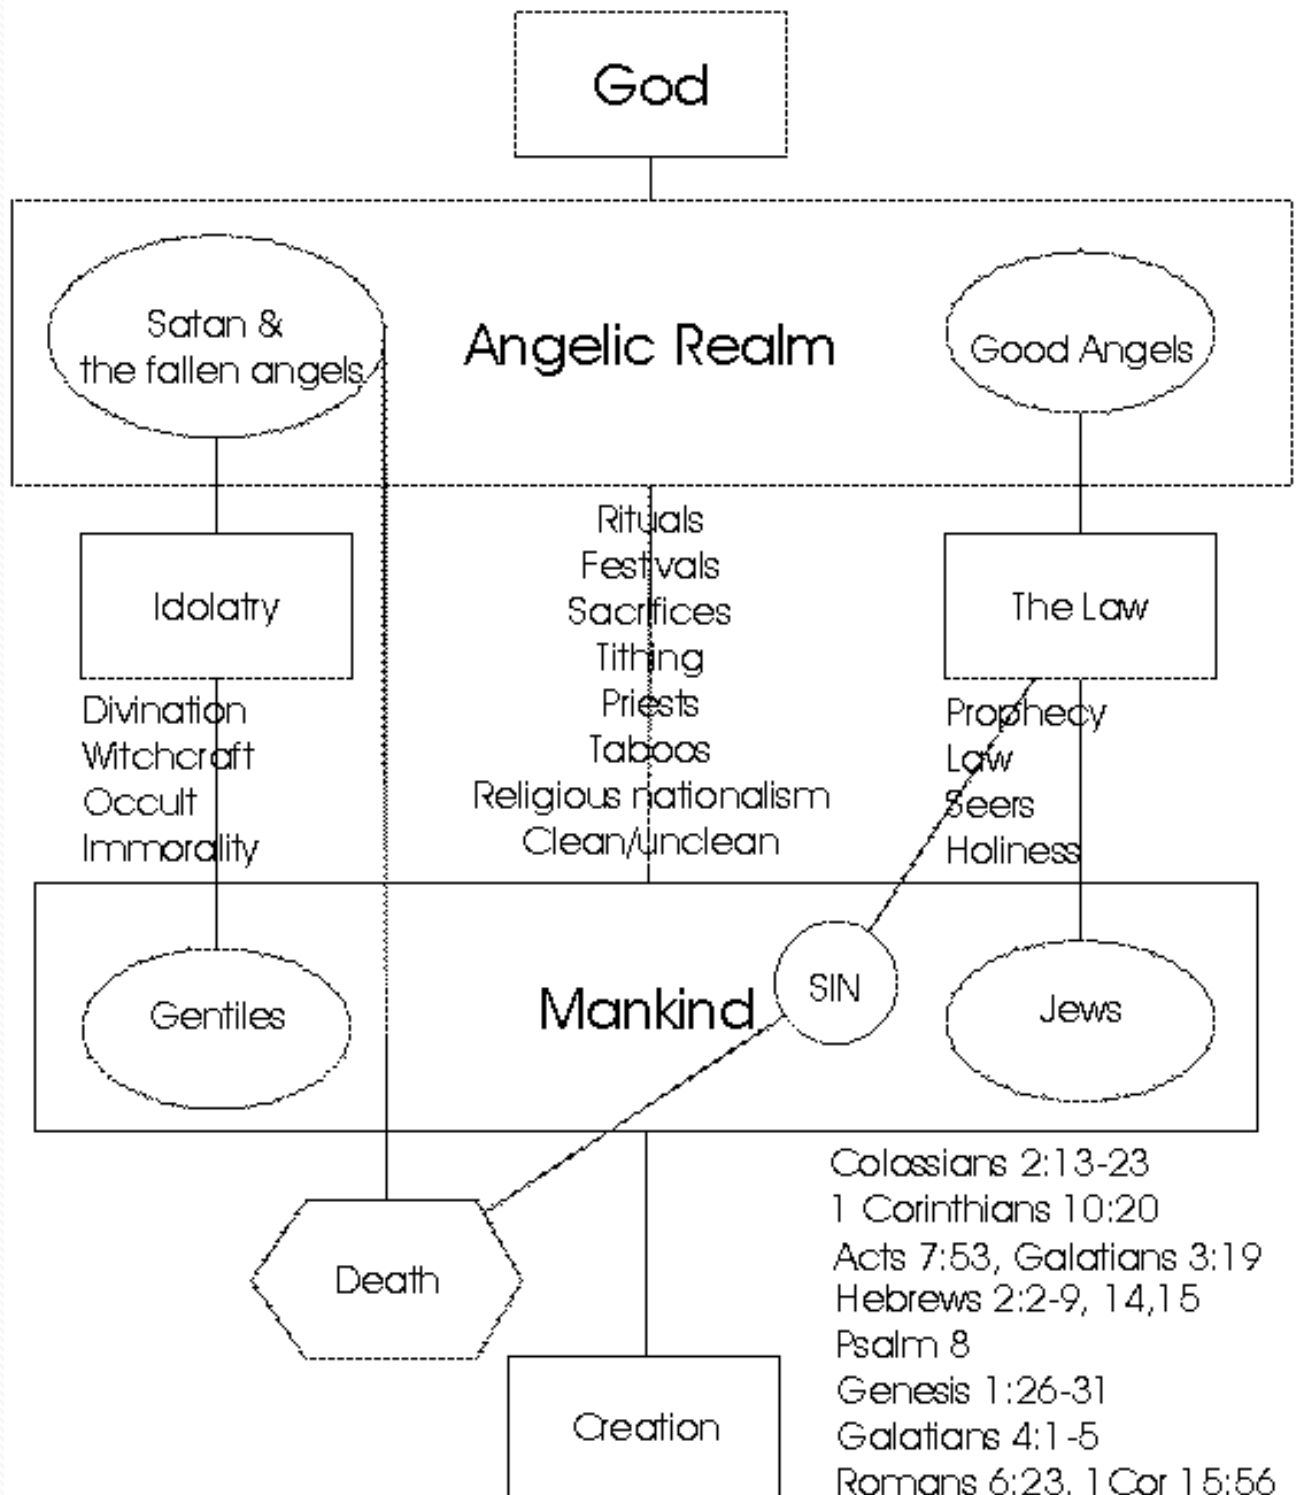 God
Satan &
the fallen angels
Angelic Realm
Good Angels
Idolatry
Rituals
Festivals
Sacrifices
Tithing
Priests
Taboos
Religious nationalism
Clean/unclean
The Law
Divination
Witchcraft
Occult
Immorality
Prophecy
Law
Seers
Holiness
Gentiles
Mankind
SIN
Jews
Death
Creation
Colossians 2:13-23
1 Corinthians 10:20
Acts 7:53, Galatians 3:19
Hebrews 2:2-9, 14,15
Psalm 8
Genesis 1:26-31
Galatians 4:1-5
Romans 6:23, 1Cor 15:56